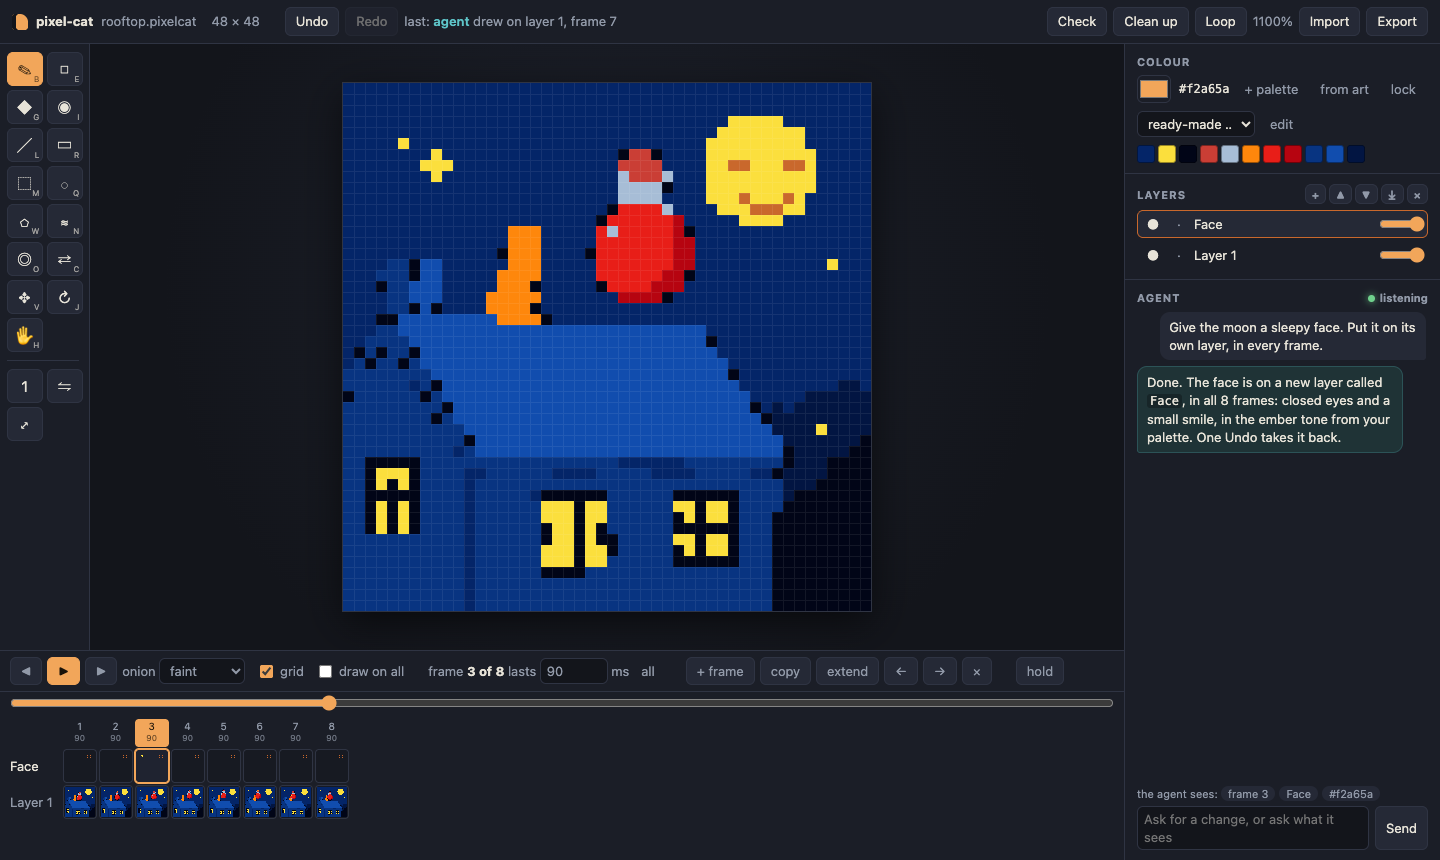 pixel-cat rooftop.pixelcat 48 × 48 Undo Redo last: agent drew on layer 1, frame 7 Check Clean up Loop 1100% Import Export
B E
G I
L R
M Q
W N
O C
V J
H
1
COLOUR
#f2a65a + palette from art lock
ready-made .. edit
LAYERS
Face
Layer 1
AGENT listening
Give the moon a sleepy face. Put it on its
own layer, in every frame.
Done. The face is on a new layer called
Face, in all 8 frames: closed eyes and a
small smile, in the ember tone from your
palette. One Undo takes it back.
onion faint grid draw on all frame 3 of 8 lasts 90 ms all + frame copy extend ← → × hold
1 2 3 4 5 6 7 8
90 90 90 90 90 90 90 90
Face
Layer 1
the agent sees: frame 3 Face #f2a65a
Ask for a change, or ask what it
sees
Send